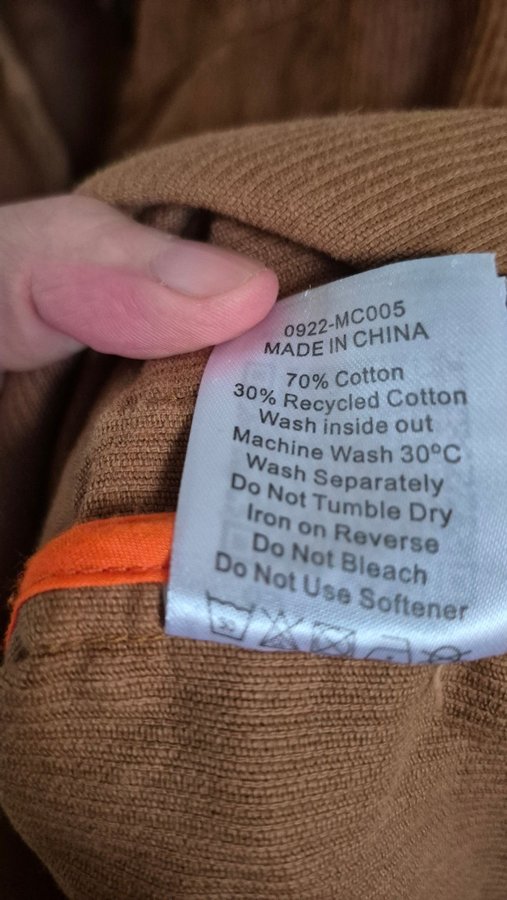 0922-MC005
MADE IN CHINA
70% Cotton
30% Recycled Cotton
Wash inside out
Machine Wash 30ºC
Wash Separately
Do Not Tumble Dry
Iron on Reverse
Do Not Bleach
Do Not Use Softener
30